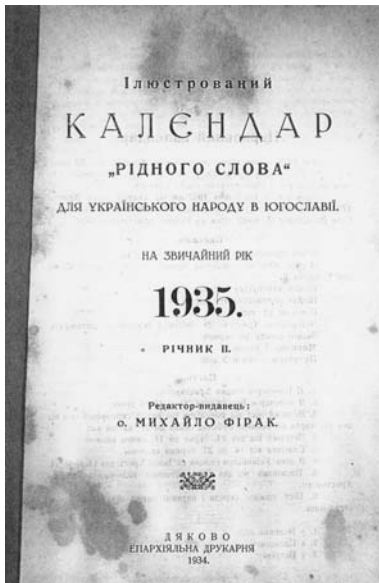 Ілюстрований
КАЛЄНДАР
„РІДНОГО СЛОВА“
ДЛЯ УКРАЇНСЬКОГО НАРОДУ В ЮГОСЛАВІЇ.
НА ЗВИЧАЙНИЙ РІК
1935.
РІЧНИК ІІ.
Редактор-видавець:
о. МИХАЙЛО ФІРАК.
ДЯКОВО
ЕПАРХІЯЛЬНА ДРУКАРНЯ
1934.